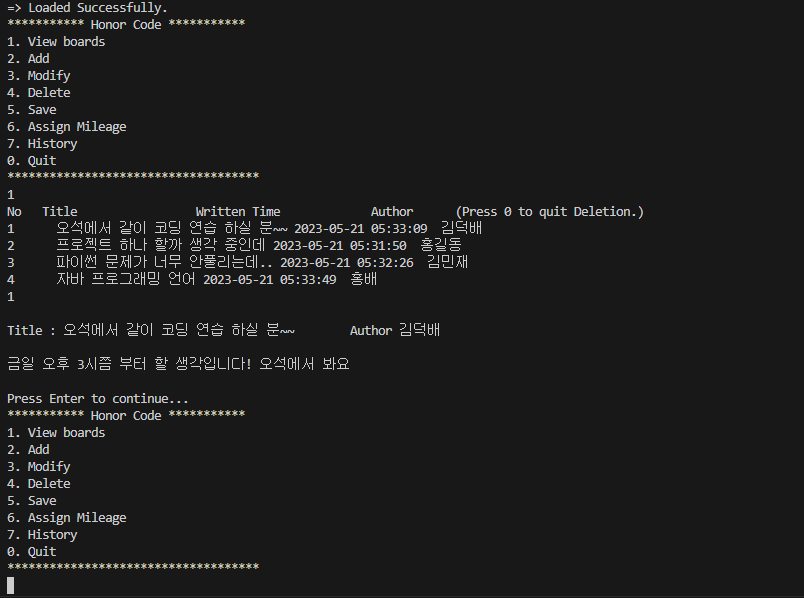 => Loaded Successfully.
*********** Honor Code ***********
1. View boards
2. Add
3. Modify
4. Delete
5. Save
6. Assign Mileage
7. History
0. Quit
************************************
1
No   Title                 Written Time             Author      (Press 0 to quit Deletion.)
1      오석에서 같이 코딩 연습 하실 분~~ 2023-05-21 05:33:09  김덕배
2      프로젝트 하나 할까 생각 중인데 2023-05-21 05:31:50  홍길동
3      파이썬 문제가 너무 안풀리는데.. 2023-05-21 05:32:26  김민재
4      자바 프로그래밍 언어 2023-05-21 05:33:49  홍배
1
Title : 오석에서 같이 코딩 연습 하실 분~~        Author 김덕배
금일 오후 3시쯤 부터 할 생각입니다! 오석에서 봐요
Press Enter to continue...
*********** Honor Code ***********
1. View boards
2. Add
3. Modify
4. Delete
5. Save
6. Assign Mileage
7. History
0. Quit
************************************